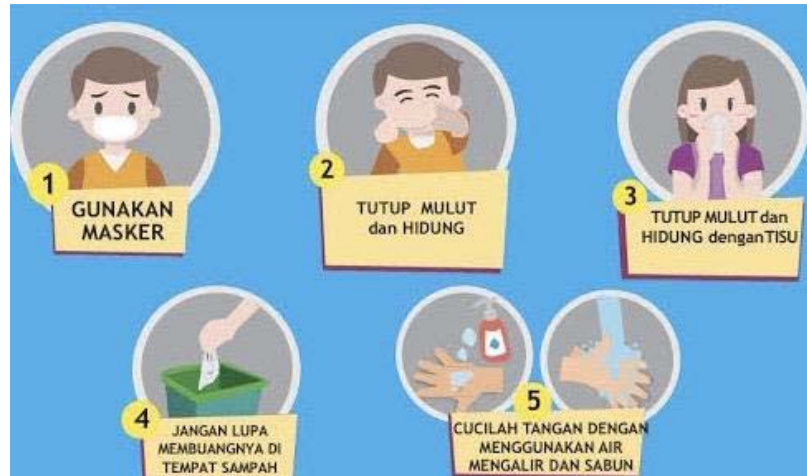 1
GUNAKAN
MASKER
2
TUTUP MULUT
dan HIDUNG
3
TUTUP MULUT dan
HIDUNG dengan TISU
4
JANGAN LUPA
MEMBUANGNYA DI
TEMPAT SAMPAH
5
CUCILAH TANGAN DENGAN
MENGGUNAKAN AIR
MENGALIR DAN SABUN